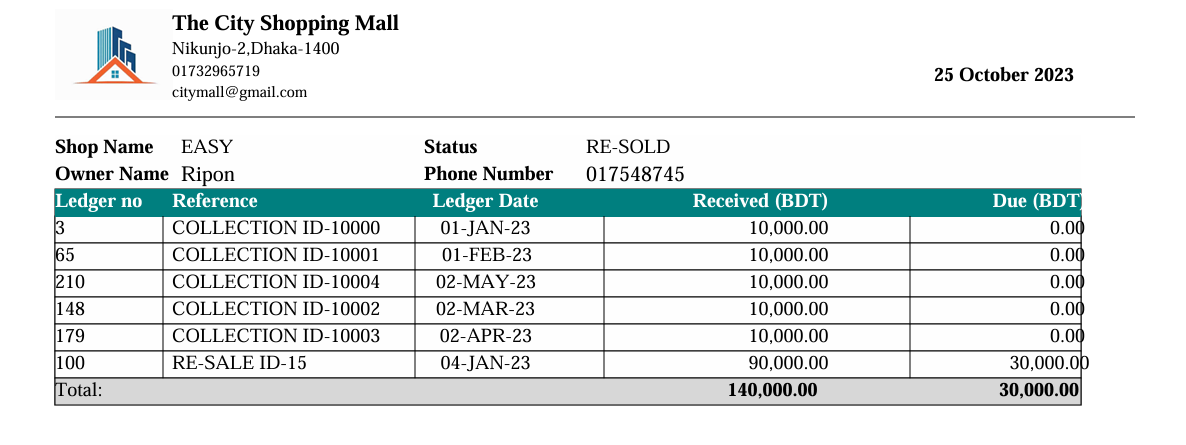 The City Shopping Mall
Nikunjo-2,Dhaka-1400
01732965719
citymall@gmail.com
25 October 2023
Shop Name EASY Status RE-SOLD
Owner Name Ripon Phone Number 017548745
Ledger no Reference Ledger Date Received (BDT) Due (BDT)
3 COLLECTION ID-10000 01-JAN-23 10,000.00 0.00
65 COLLECTION ID-10001 01-FEB-23 10,000.00 0.00
210 COLLECTION ID-10004 02-MAY-23 10,000.00 0.00
148 COLLECTION ID-10002 02-MAR-23 10,000.00 0.00
179 COLLECTION ID-10003 02-APR-23 10,000.00 0.00
100 RE-SALE ID-15 04-JAN-23 90,000.00 30,000.00
Total: 140,000.00 30,000.00